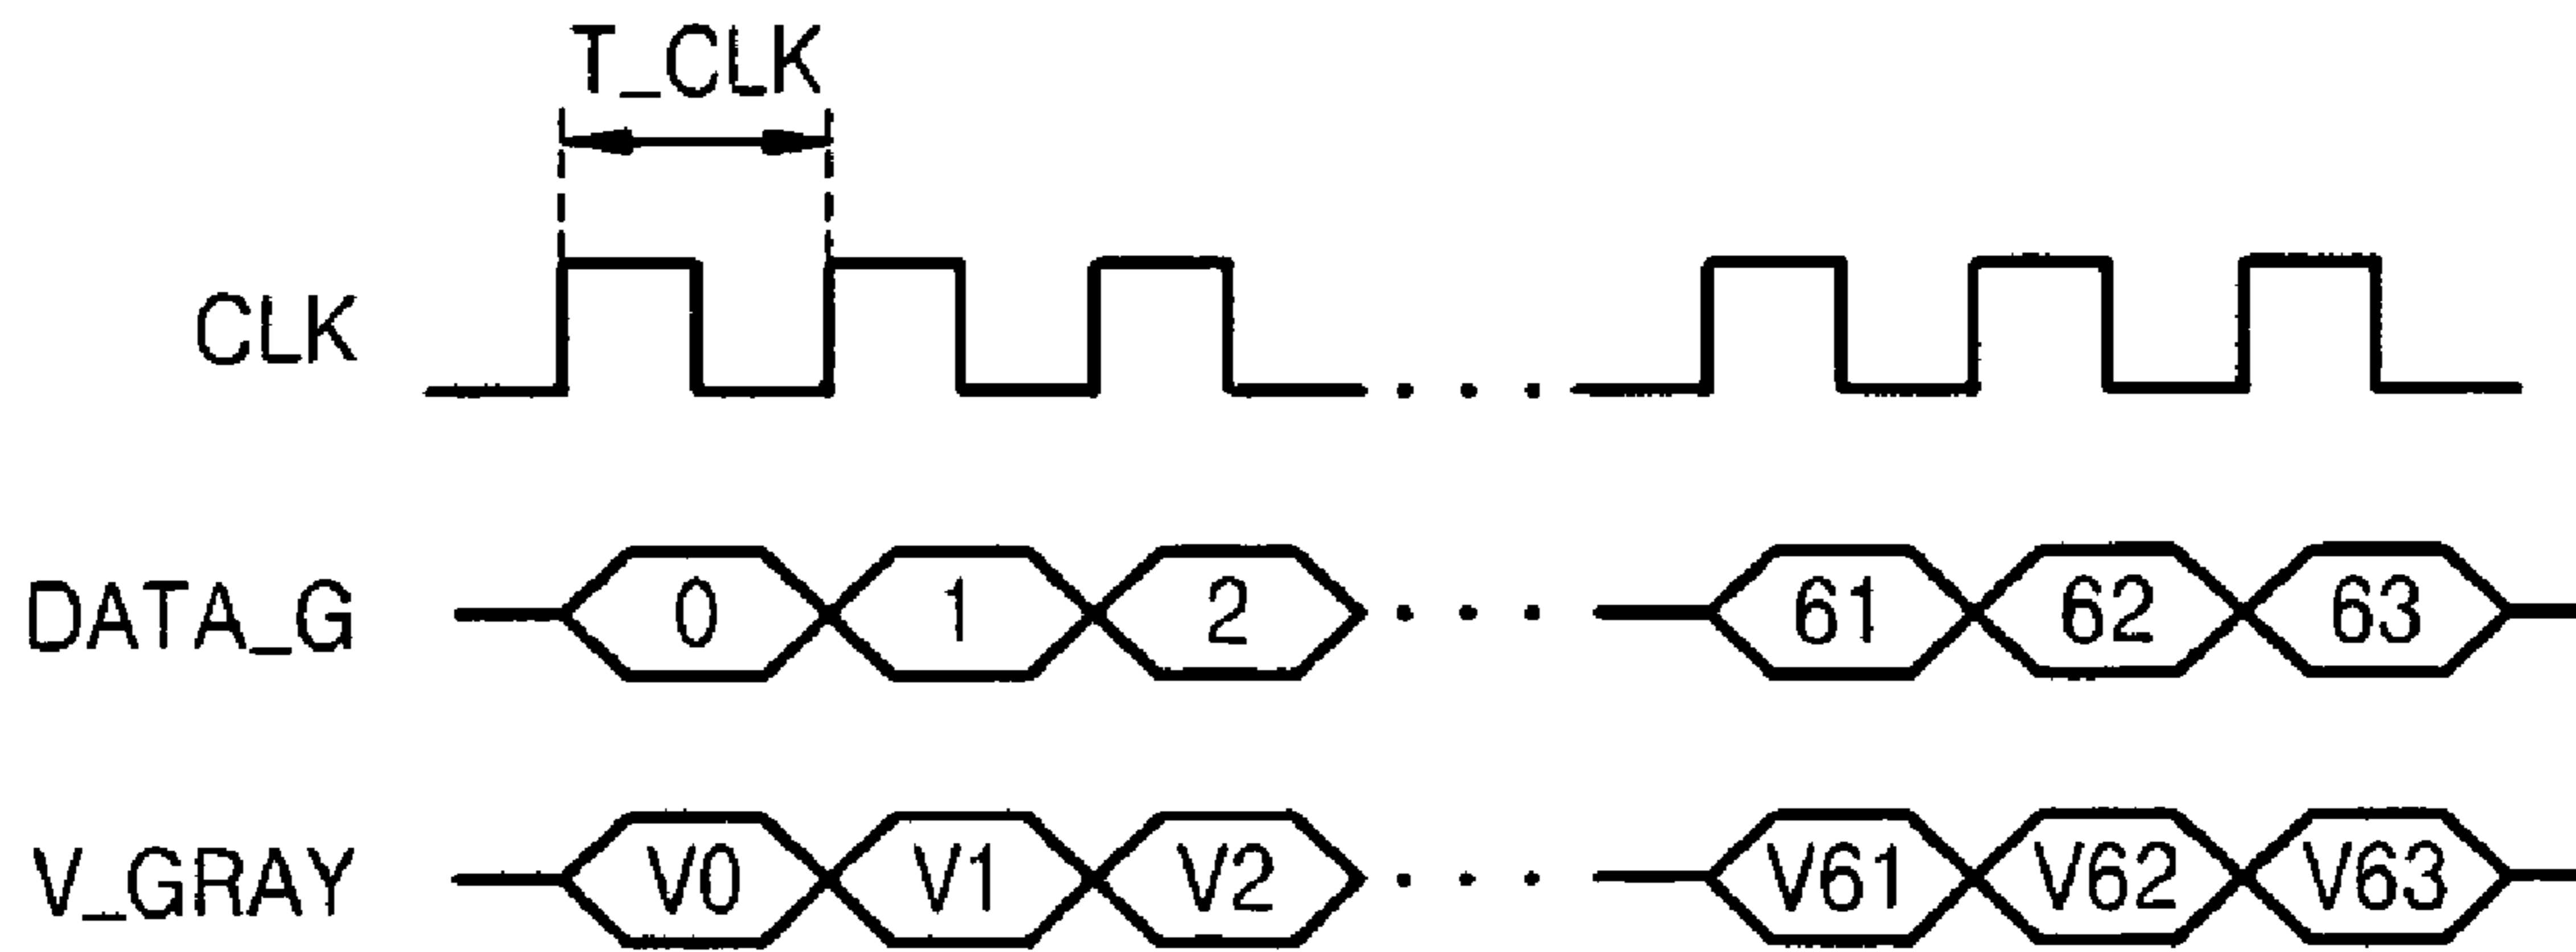 T_CLK
CLK
DATA_G 0 1 2 . . . 61 62 63
V_GRAY V0 V1 V2 . . . V61 V62 V63